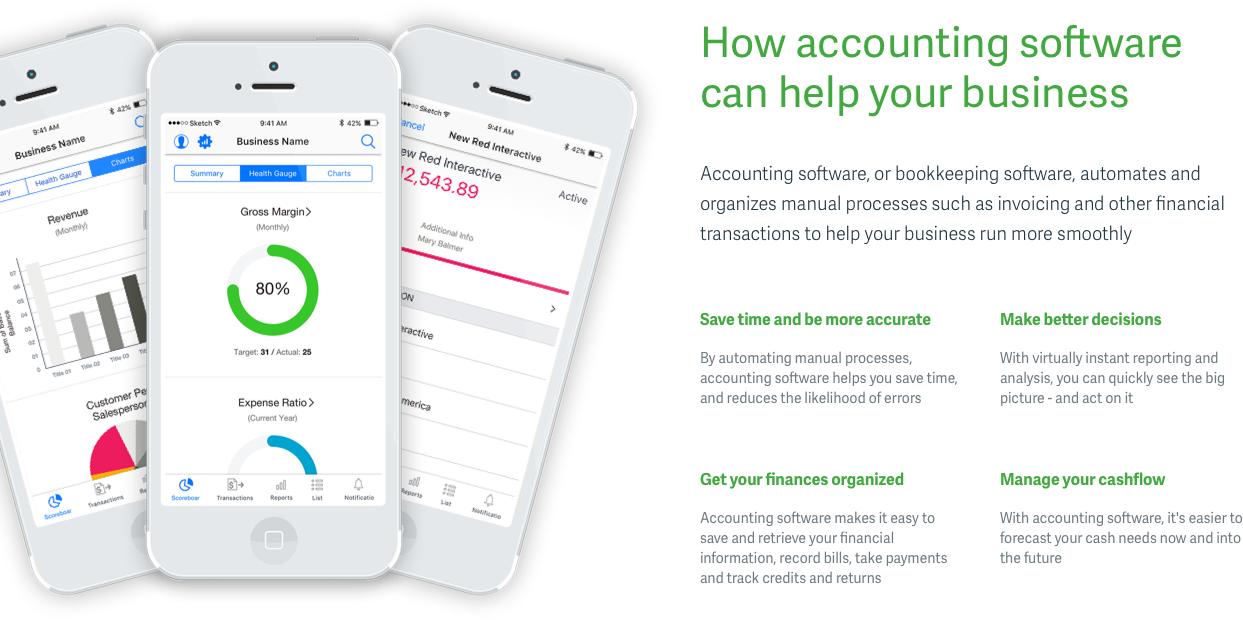 How accounting software
can help your business
Accounting software, or bookkeeping software, automates and
organizes manual processes such as invoicing and other financial
transactions to help your business run more smoothly
Save time and be more accurate
By automating manual processes,
accounting software helps you save time,
and reduces the likelihood of errors
Make better decisions
With virtually instant reporting and
analysis, you can quickly see the big
picture - and act on it
Get your finances organized
Accounting software makes it easy to
save and retrieve your financial
information, record bills, take payments
and track credits and returns
Manage your cashflow
With accounting software, it's easier to
forecast your cash needs now and into
the future
9:41 AM 42%
Business Name
Health Gauge Charts
Revenue
(Monthly)
Balance
Title 01 Title 02 Title 03
Customer
Salesperson
Scoreboar Transactions
Sketch 9:41 AM 42%
Business Name
Summary Health Gauge Charts
Gross Margin
(Monthly)
80%
Target: 31 / Actual: 25
Expense Ratio
(Current Year)
Scoreboar Transactions Reports List Notificatio
Sketch 9:41 AM 42%
ancel New Red Interactive
ew Red Interactive
12,543.89 Active
Additional Info
Mary Balmer
ON
eractive
merica
Reports List Notificatio